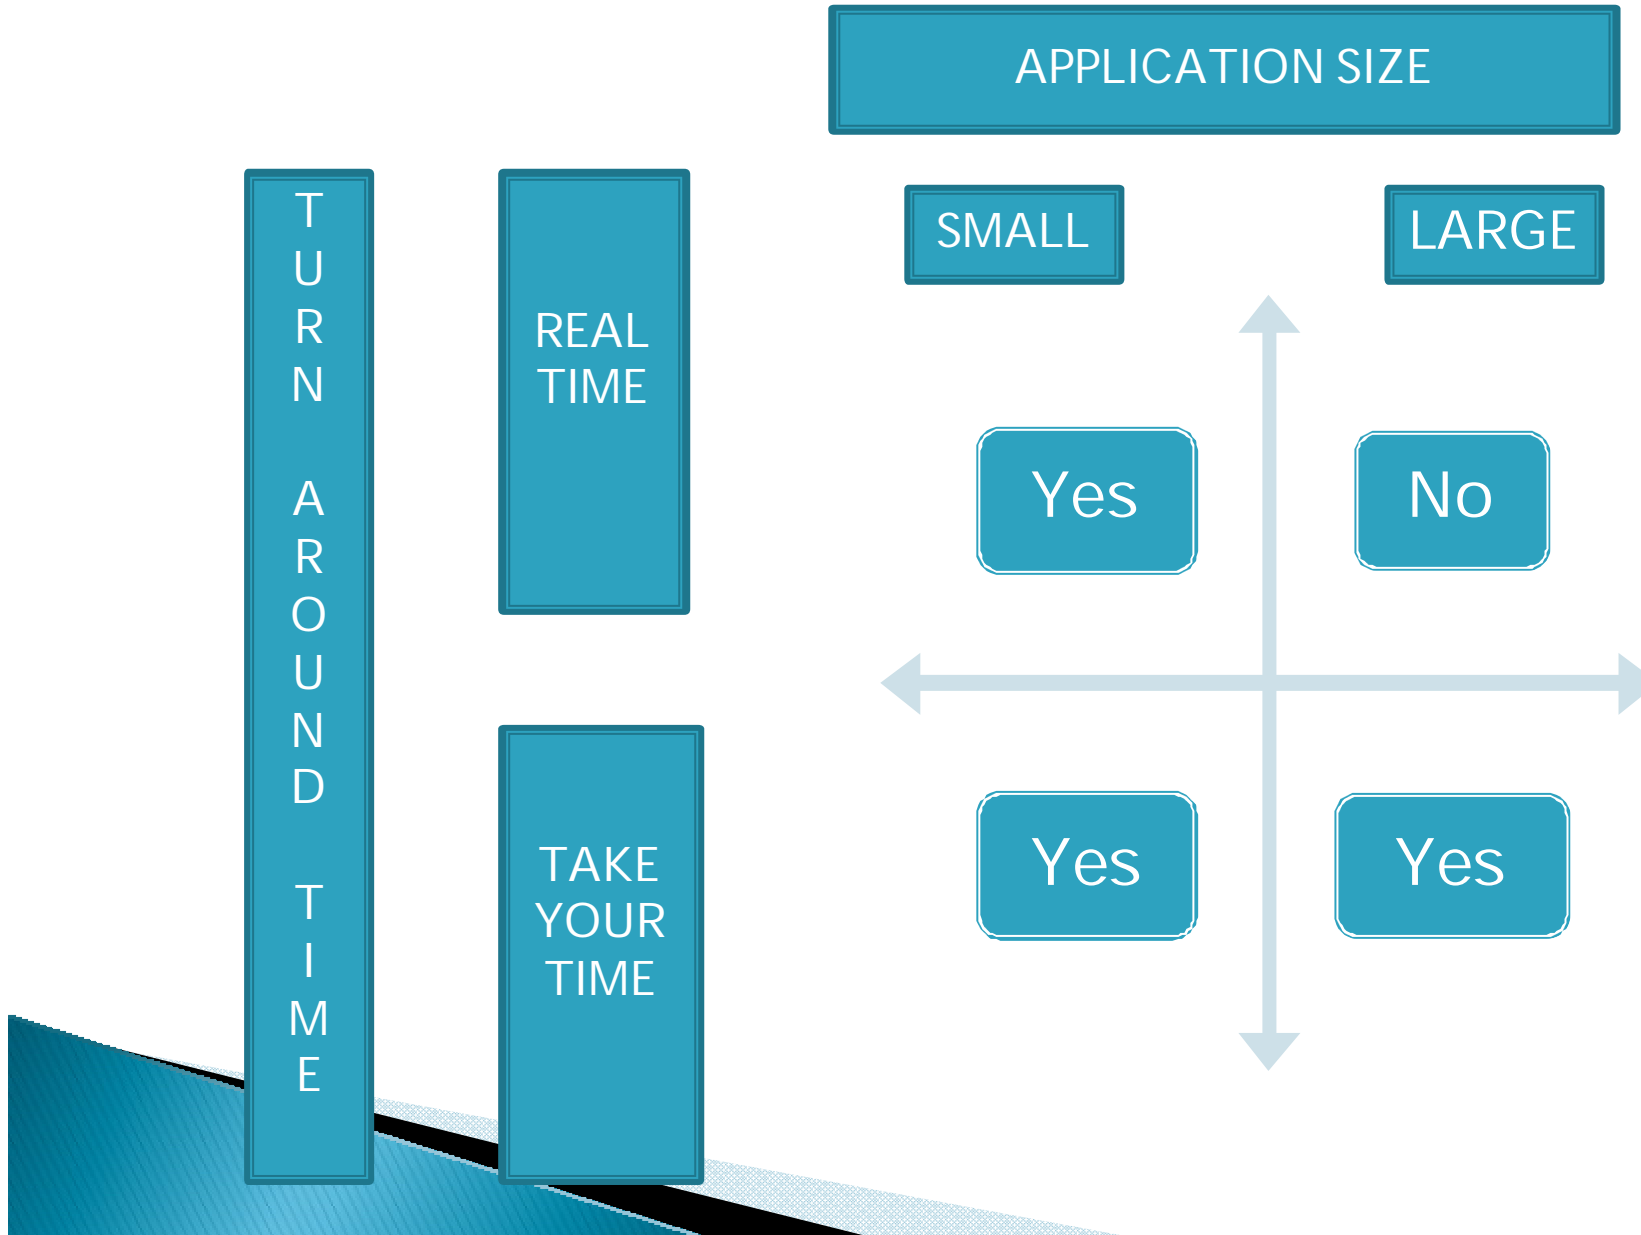 APPLICATION SIZE
SMALL
LARGE
T
U
R
N
A
R
O
U
N
D
T
I
M
E
REAL
TIME
Yes
No
TAKE
YOUR
TIME
Yes
Yes